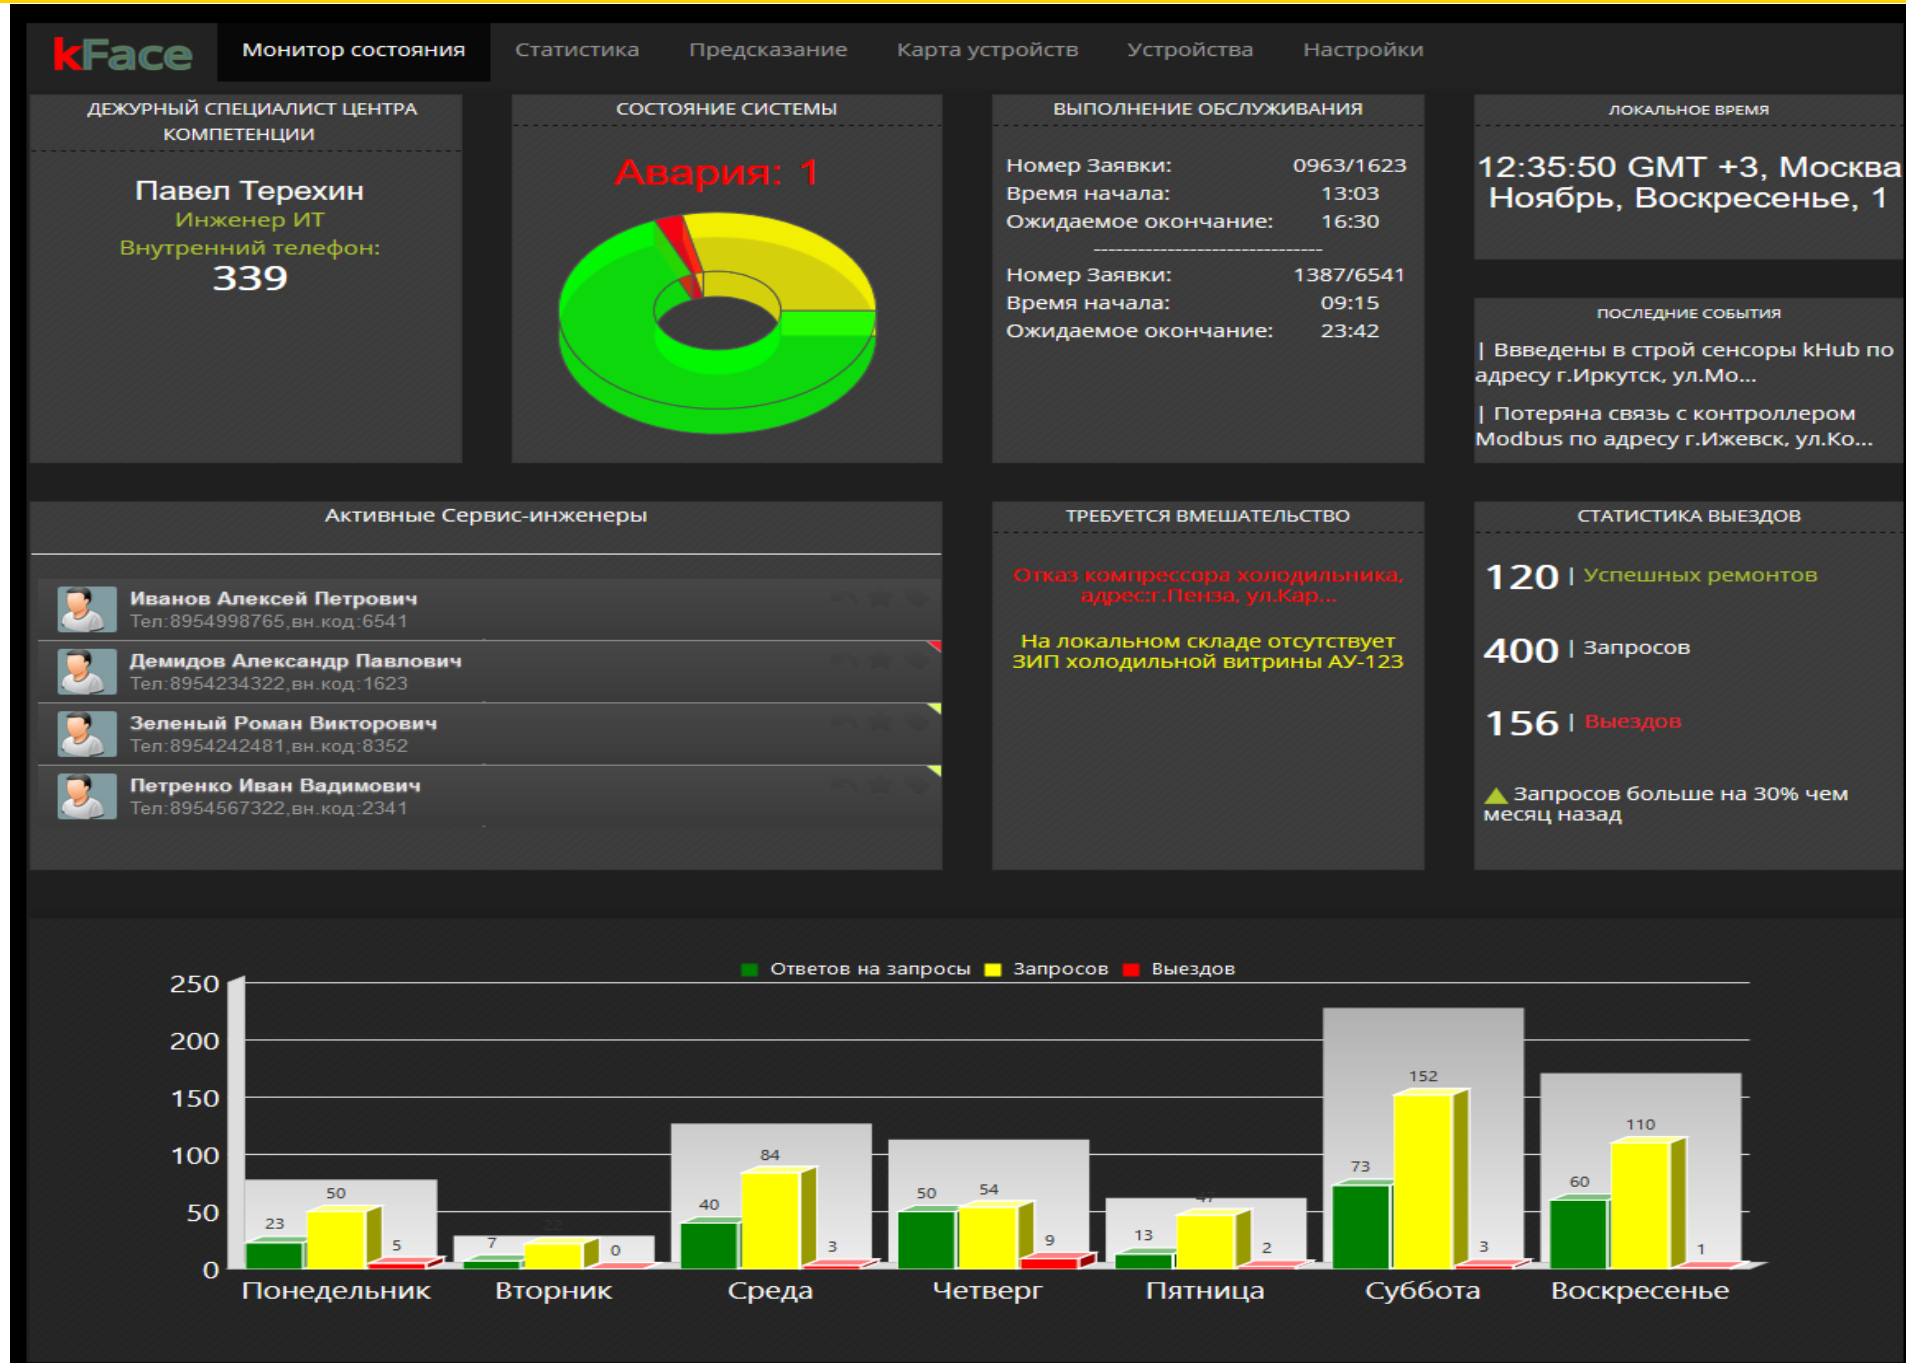 kFace
Монитор состояния
Статистика
Предсказание
Карта устройств
Устройства
Настройки
ДЕЖУРНЫЙ СПЕЦИАЛИСТ ЦЕНТРА
КОМПЕТЕНЦИИ
Павел Терехин
Инженер ИТ
Внутренний телефон:
339
СОСТОЯНИЕ СИСТЕМЫ
Авария: 1
ВЫПОЛНЕНИЕ ОБСЛУЖИВАНИЯ
Номер Заявки: 0963/1623
Время начала: 13:03
Ожидаемое окончание: 16:30
--------------------------------
Номер Заявки: 1387/6541
Время начала: 09:15
Ожидаемое окончание: 23:42
ЛОКАЛЬНОЕ ВРЕМЯ
12:35:50 GMT +3, Москва
Ноябрь, Воскресенье, 1
ПОСЛЕДНИЕ СОБЫТИЯ
| Ввведены в строй сенсоры kHub по
адресу г.Иркутск, ул.Мо...
| Потеряна связь с контроллером
Modbus по адресу г.Ижевск, ул.Ко...
Активные Сервис-инженеры
Иванов Алексей Петрович
Тел:8954998765,вн.код:6541
Демидов Александр Павлович
Тел:8954234322,вн.код:1623
Зеленый Роман Викторович
Тел:8954242481,вн.код:8352
Петренко Иван Вадимович
Тел:8954567322,вн.код:2341
ТРЕБУЕТСЯ ВМЕШАТЕЛЬСТВО
Отказ компрессора холодильника,
адрес:г.Пенза, ул.Кар...
На локальном складе отсутствует
ЗИП холодильной витрины АУ-123
СТАТИСТИКА ВЫЕЗДОВ
120 | Успешных ремонтов
400 | Запросов
156 | Выездов
Запросов больше на 30% чем
месяц назад
Ответов на запросы Запросов Выездов
250
200
150
100
50
0
23 50 5
7 22 0
40 84 3
50 54 9
13 47 2
73 152 3
60 110 1
Понедельник Вторник Среда Четверг Пятница Суббота Воскресенье